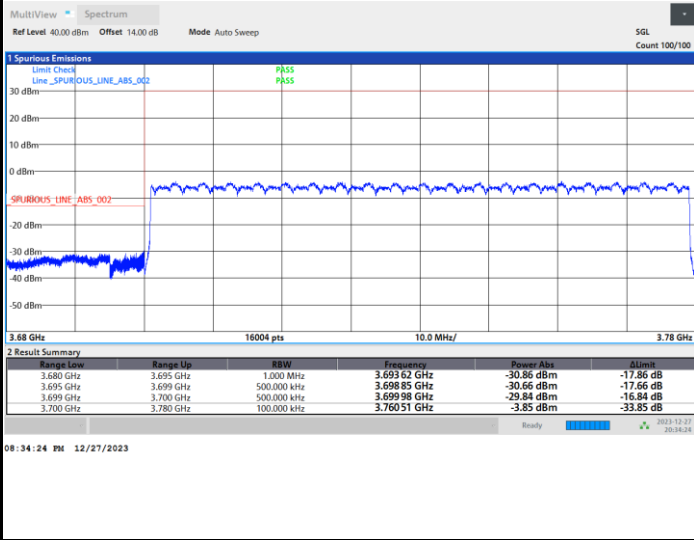 MultiView Spectrum
Ref Level 40.00 dBm Offset 14.00 dB Mode Auto Sweep SGL
Count 100/100
1 Spurious Emissions
Limit Check PASS
Line _SPURIOUS_LINE_ABS_002 PASS
30 dBm
20 dBm
10 dBm
0 dBm
_SPURIOUS_LINE_ABS_002
-20 dBm
-30 dBm
-40 dBm
-50 dBm
3.68 GHz 16004 pts 10.0 MHz/ 3.78 GHz
2 Result Summary
Range Low Range Up RBW Frequency Power Abs ΔLimit
3.680 GHz 3.695 GHz 1.000 MHz 3.693 62 GHz -30.86 dBm -17.86 dB
3.695 GHz 3.699 GHz 500.000 kHz 3.698 85 GHz -30.66 dBm -17.66 dB
3.699 GHz 3.700 GHz 500.000 kHz 3.699 98 GHz -29.84 dBm -16.84 dB
3.700 GHz 3.780 GHz 100.000 kHz 3.760 51 GHz -3.85 dBm -33.85 dB
Ready 2023-12-27
20:34:24
08:34:24 PM 12/27/2023